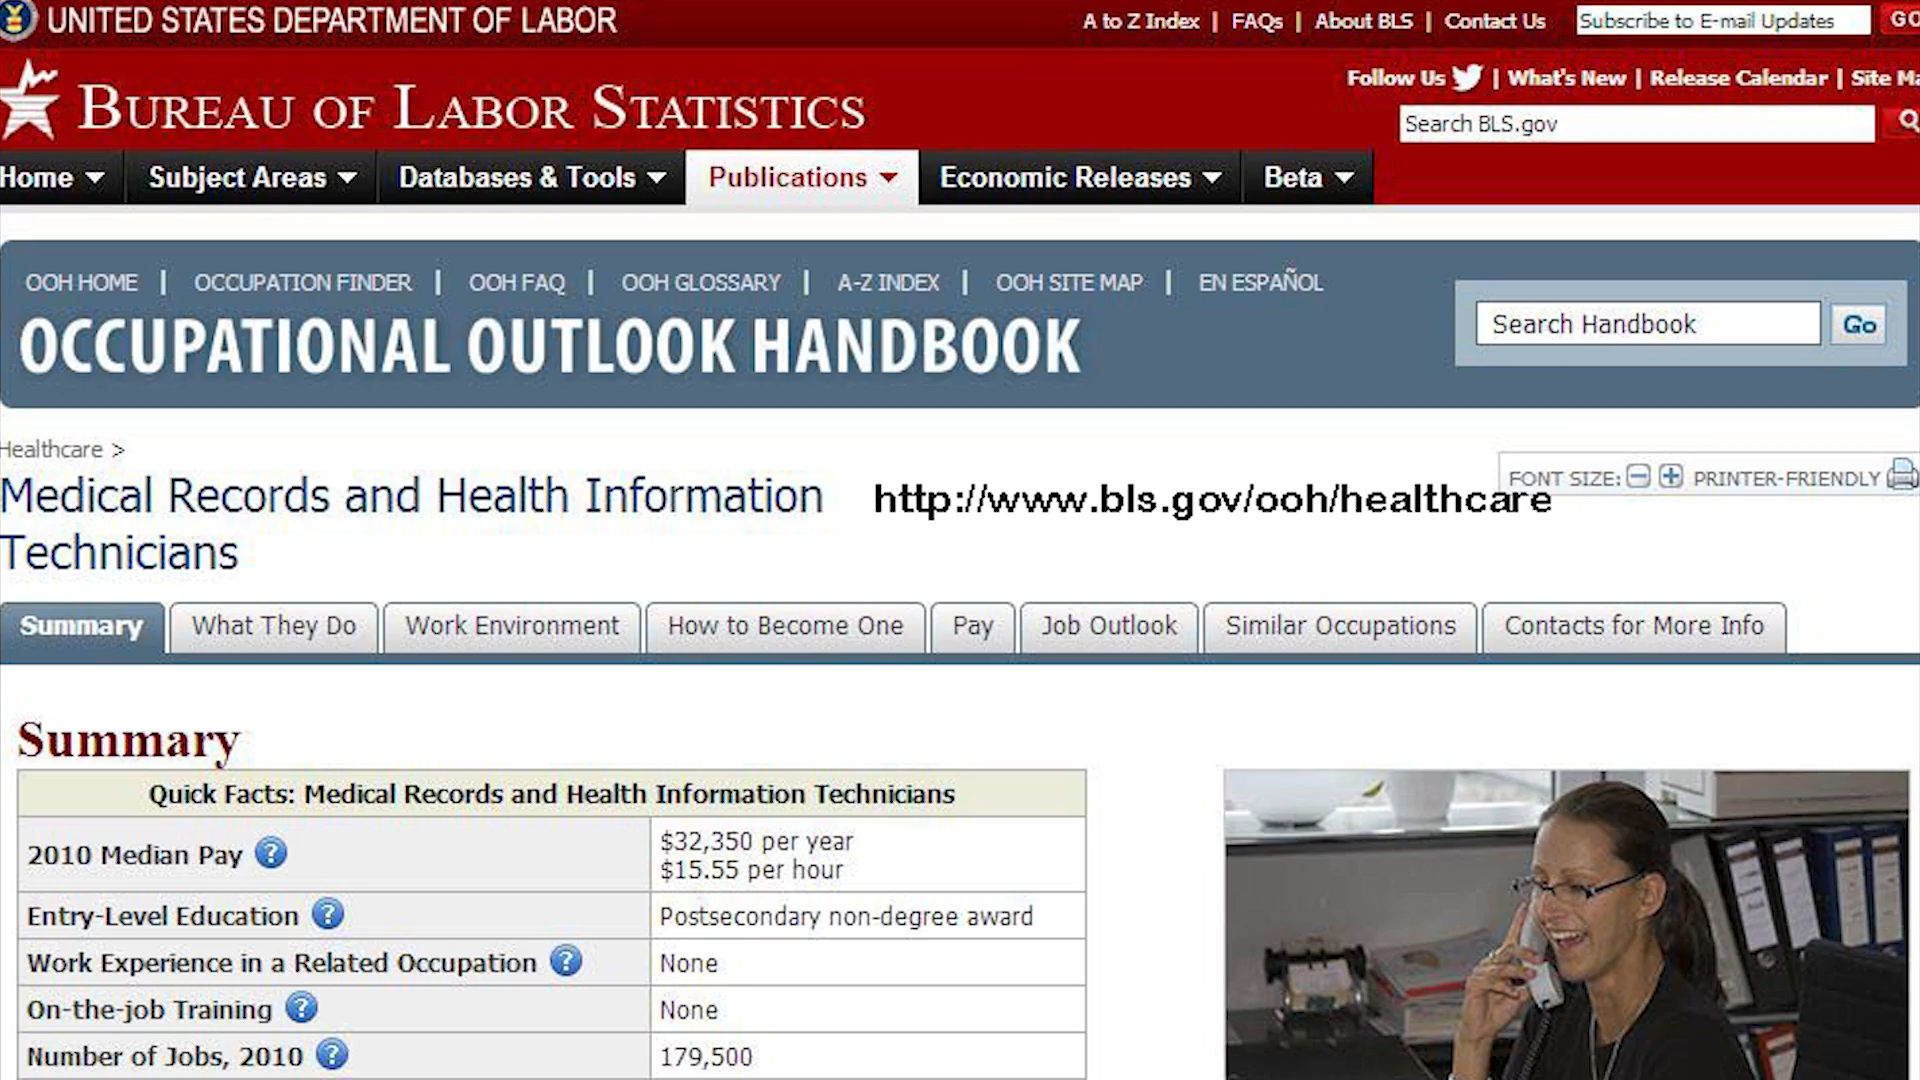 UNITED STATES DEPARTMENT OF LABOR
A to Z Index | FAQs | About BLS | Contact Us
Subscribe to E-mail Updates
GO
BUREAU OF LABOR STATISTICS
Follow Us | What's New | Release Calendar | Site Ma
Search BLS.gov
Home
Subject Areas
Databases & Tools
Publications
Economic Releases
Beta
OOH HOME | OCCUPATION FINDER | OOH FAQ | OOH GLOSSARY | A-Z INDEX | OOH SITE MAP | EN ESPAÑOL
OCCUPATIONAL OUTLOOK HANDBOOK
Search Handbook
Go
Healthcare >
FONT SIZE: PRINTER-FRIENDLY
Medical Records and Health Information
Technicians
http://www.bls.gov/ooh/healthcare
Summary
What They Do
Work Environment
How to Become One
Pay
Job Outlook
Similar Occupations
Contacts for More Info
Summary
Quick Facts: Medical Records and Health Information Technicians
2010 Median Pay
$32,350 per year
$15.55 per hour
Entry-Level Education
Postsecondary non-degree award
Work Experience in a Related Occupation
None
On-the-job Training
None
Number of Jobs, 2010
179,500